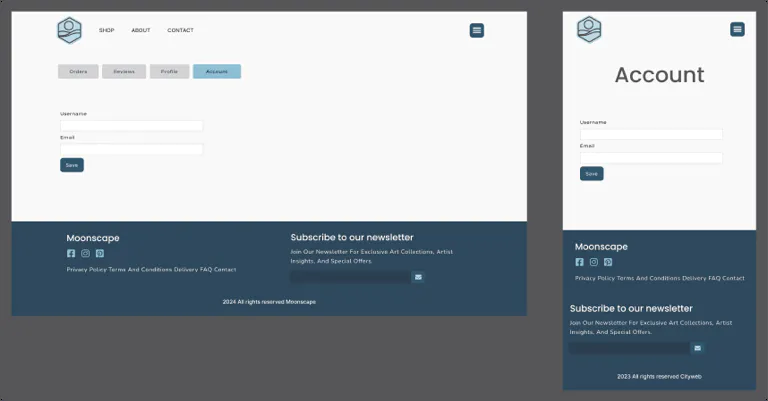 SHOP ABOUT CONTACT
Orders Reviews Profile Account
Username
Email
Save
Moonscape
Privacy Policy Terms And Conditions Delivery FAQ Contact
Subscribe to our newsletter
Join Our Newsletter For Exclusive Art Collections, Artist
Insights, And Special Offers.
2024 All rights reserved Moonscape
Account
Username
Email
Save
Moonscape
Privacy Policy Terms And Conditions Delivery FAQ Contact
Subscribe to our newsletter
Join Our Newsletter For Exclusive Art Collections, Artist
Insights, And Special Offers.
2023 All rights reserved Cityweb